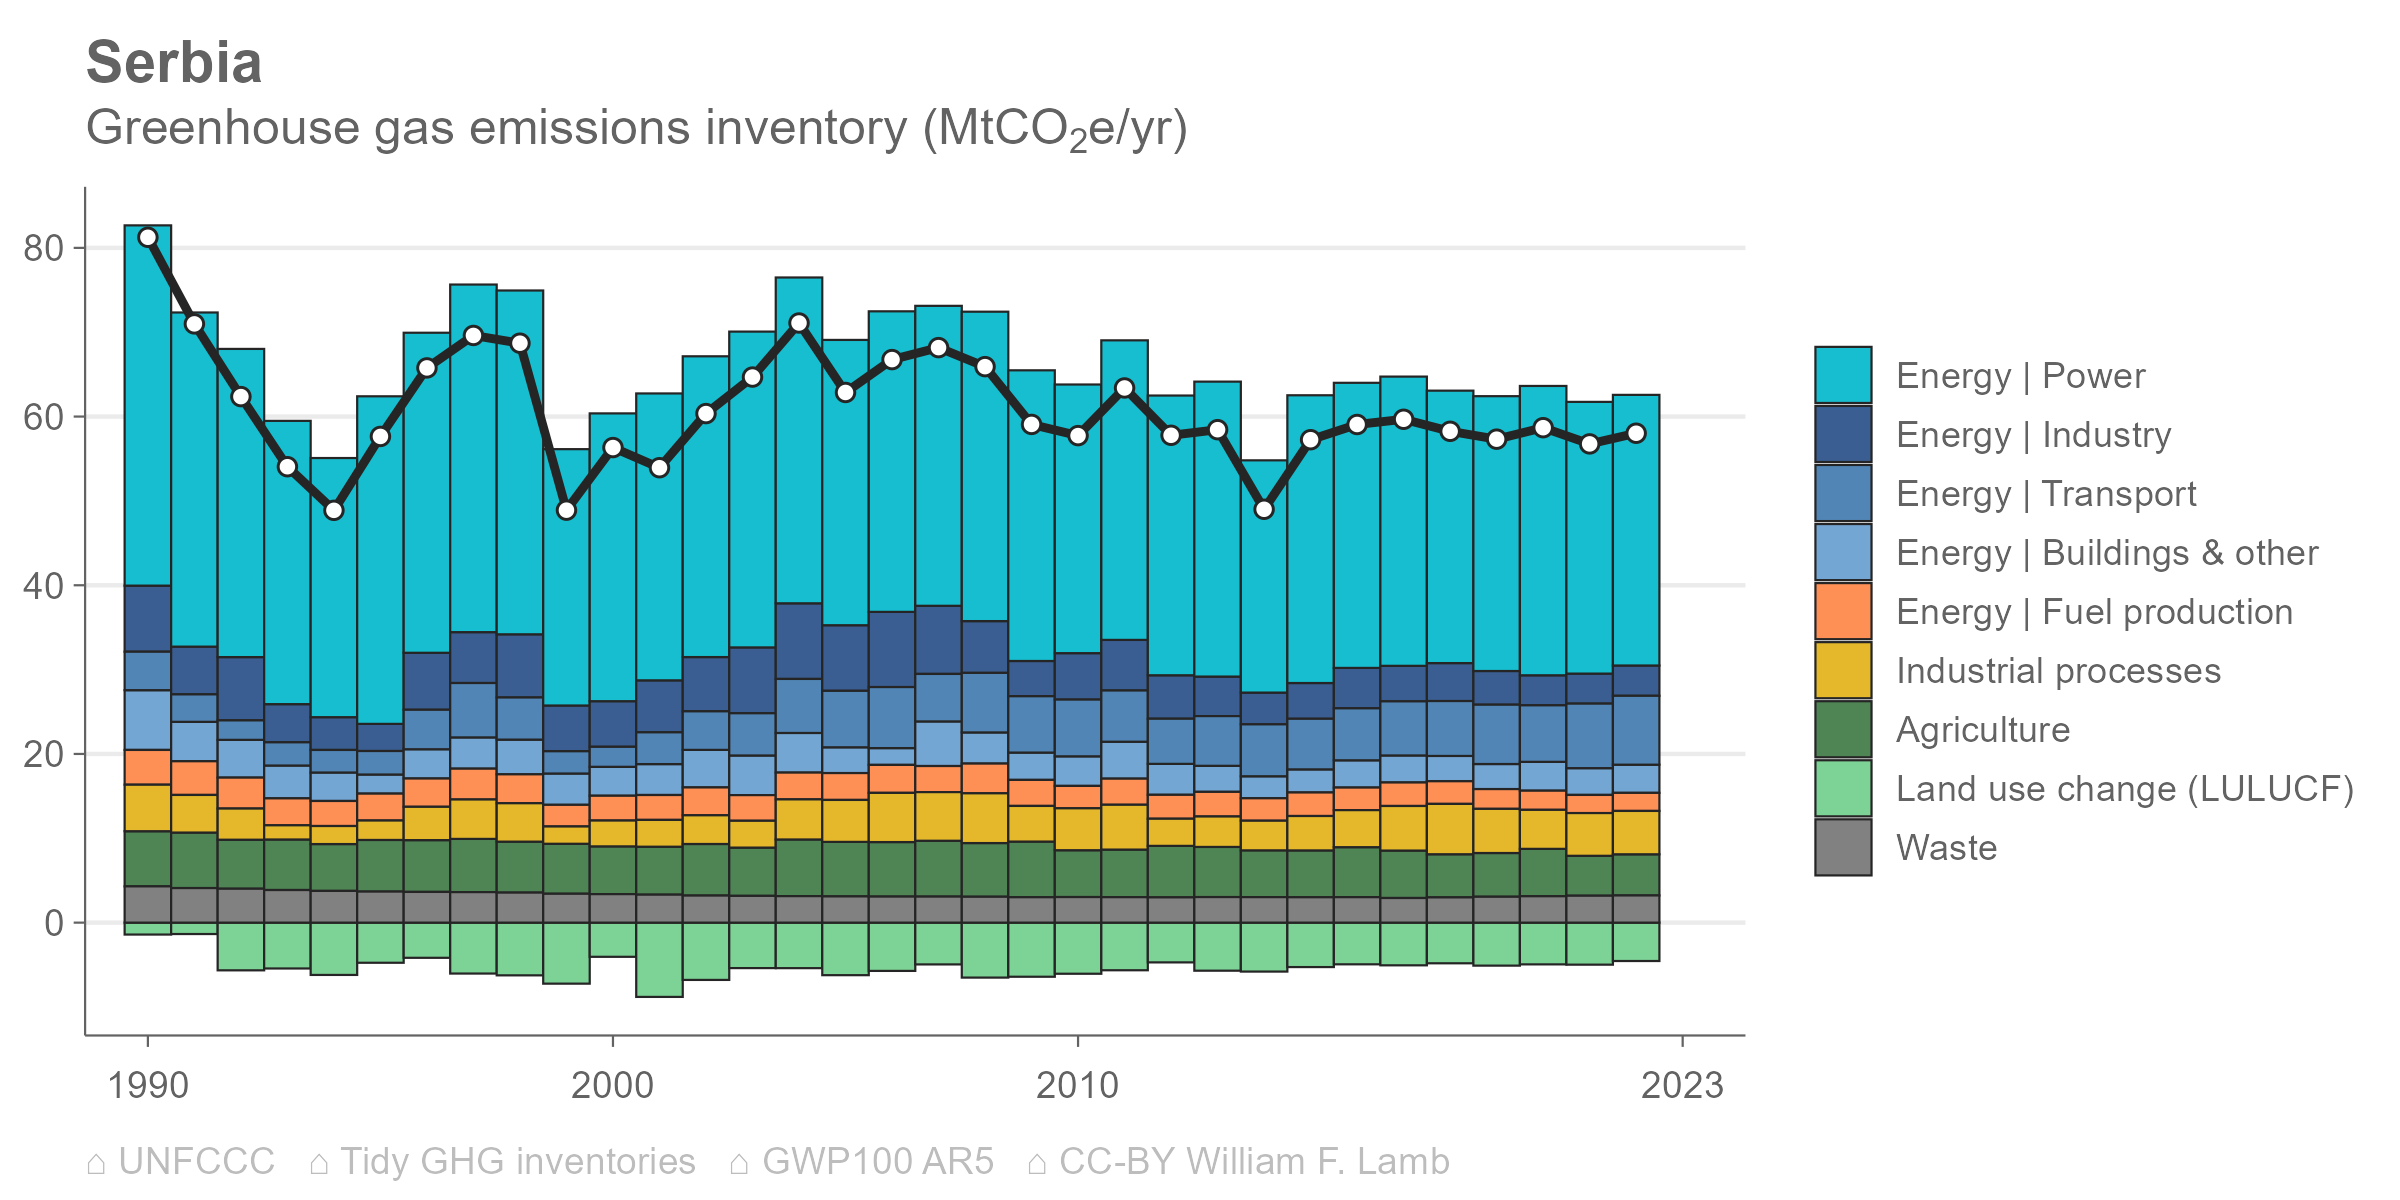 Serbia
Greenhouse gas emissions inventory (MtCO₂e/yr)
80
60
40
20
0
1990 2000 2010 2023
Energy | Power
Energy | Industry
Energy | Transport
Energy | Buildings & other
Energy | Fuel production
Industrial processes
Agriculture
Land use change (LULUCF)
Waste
⌂ UNFCCC ⌂ Tidy GHG inventories ⌂ GWP100 AR5 ⌂ CC-BY William F. Lamb